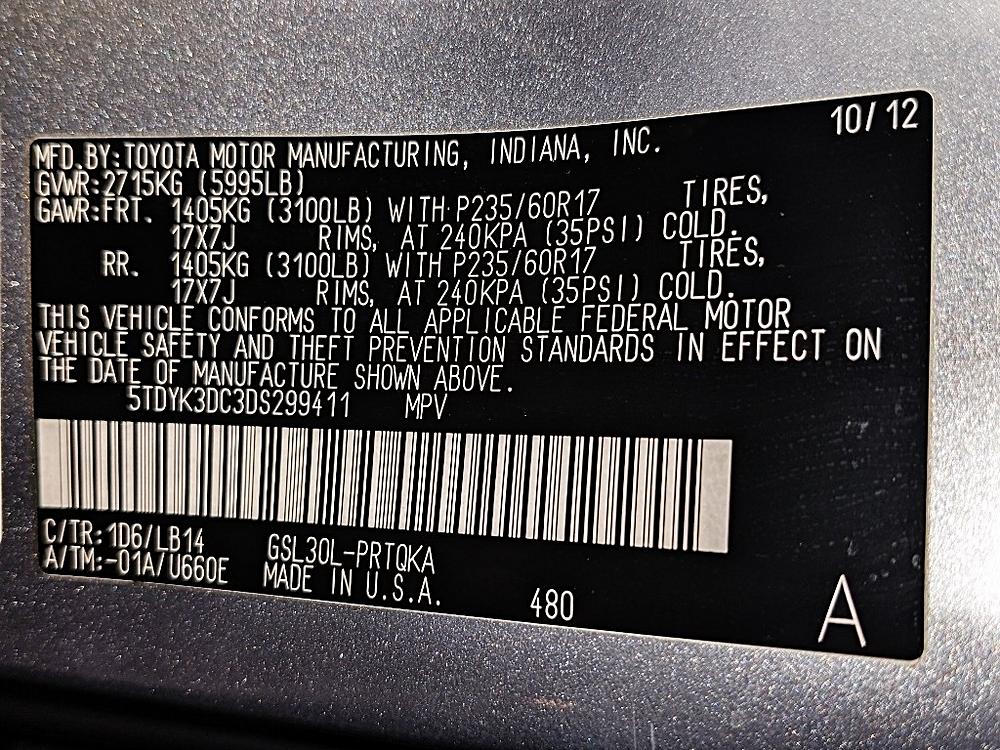 10/12
MFD.BY:TOYOTA MOTOR MANUFACTURING, INDIANA, INC.
GVWR:2715KG (5995LB)
GAWR:FRT. 1405KG (3100LB) WITH P235/60R17 TIRES,
17X7J RIMS, AT 240KPA (35PSI) COLD.
RR. 1405KG (3100LB) WITH P235/60R17 TIRES,
17X7J RIMS, AT 240KPA (35PSI) COLD.
THIS VEHICLE CONFORMS TO ALL APPLICABLE FEDERAL MOTOR
VEHICLE SAFETY AND THEFT PREVENTION STANDARDS IN EFFECT ON
THE DATE OF MANUFACTURE SHOWN ABOVE.
5TDYK3DC3DS299411 MPV
C/TR:1D6/LB14 GSL30L-PRTQKA
A/TM:-01A/U660E MADE IN U.S.A.
480
A